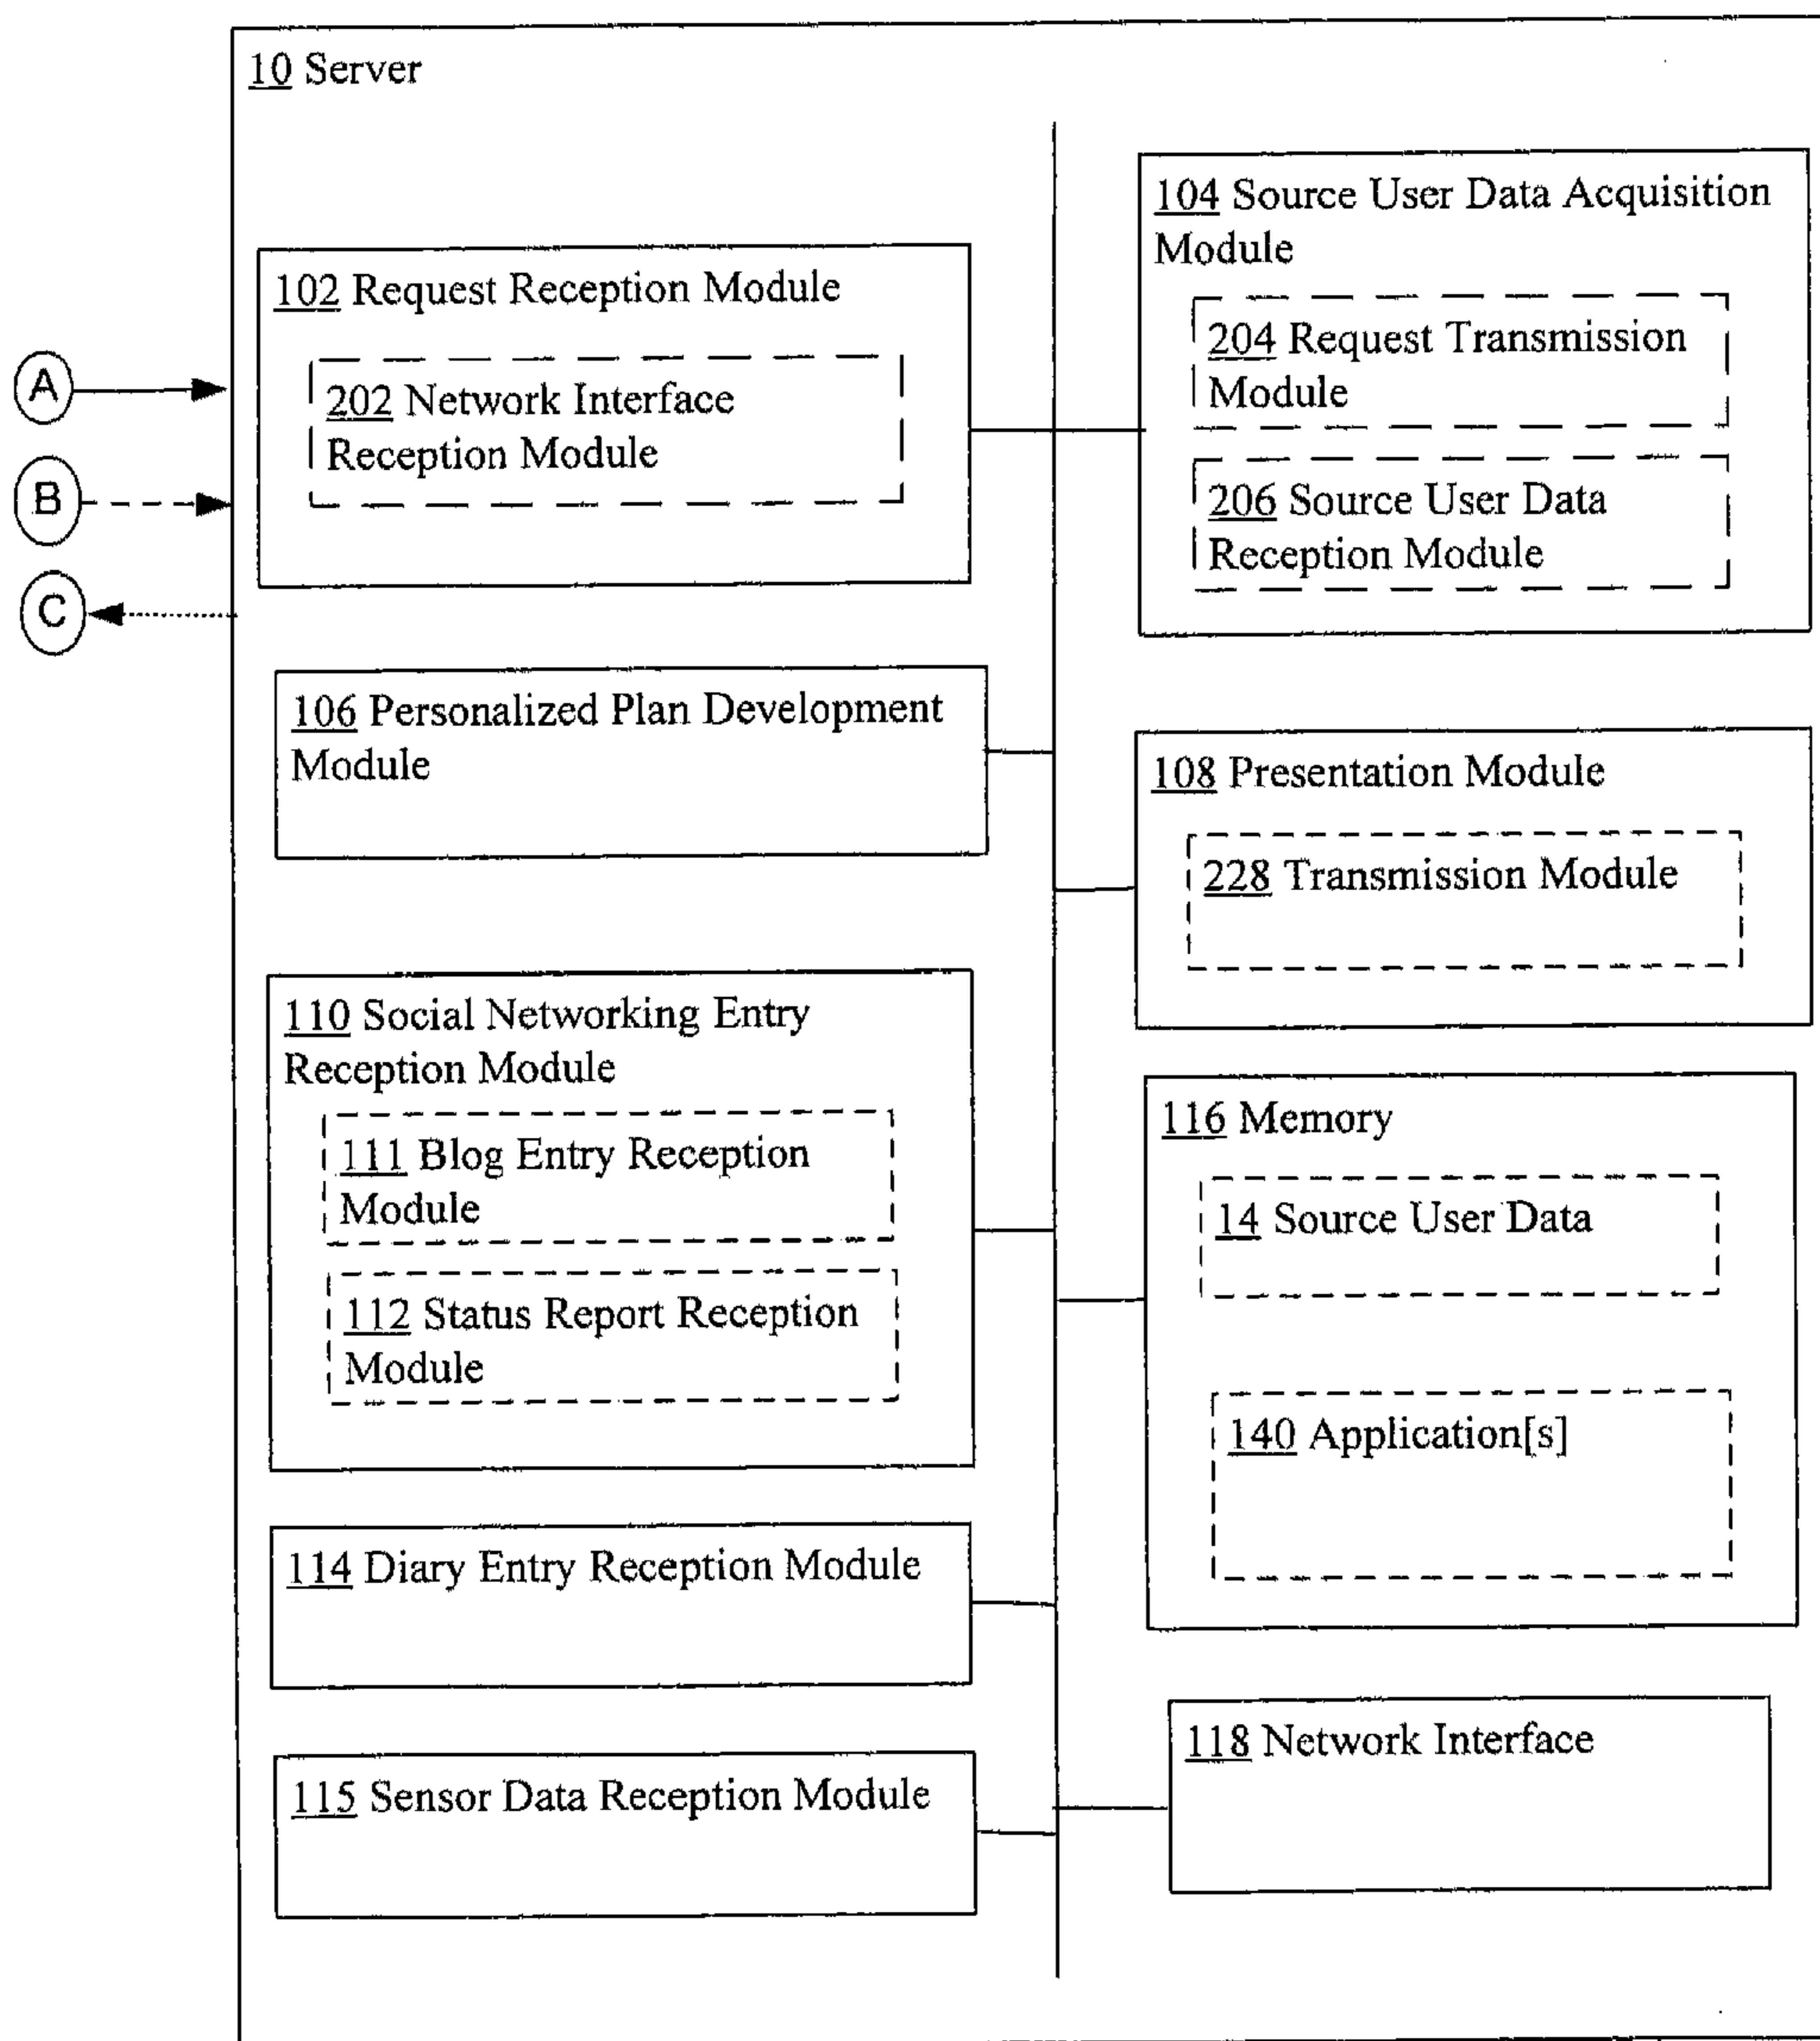 10 Server
A
B
C
102 Request Reception Module
202 Network Interface
Reception Module
104 Source User Data Acquisition
Module
204 Request Transmission
Module
206 Source User Data
Reception Module
106 Personalized Plan Development
Module
108 Presentation Module
228 Transmission Module
110 Social Networking Entry
Reception Module
111 Blog Entry Reception
Module
112 Status Report Reception
Module
116 Memory
14 Source User Data
140 Application[s]
114 Diary Entry Reception Module
115 Sensor Data Reception Module
118 Network Interface